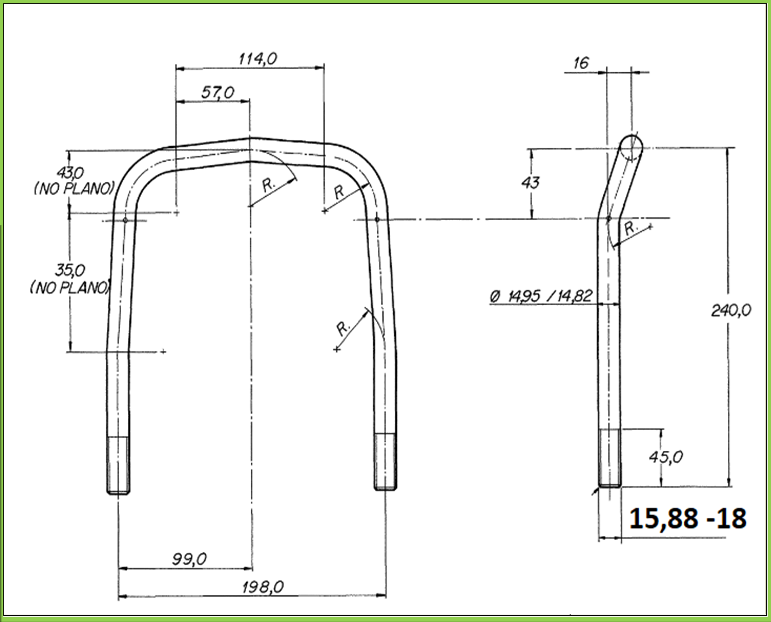 114,0
16
57,0
43,0
(NO PLANO)
R.
R
43
R.
35,0
(NO PLANO)
Ø 14,95 / 14,82
240,0
R.
45,0
15,88 -18
99,0
198,0